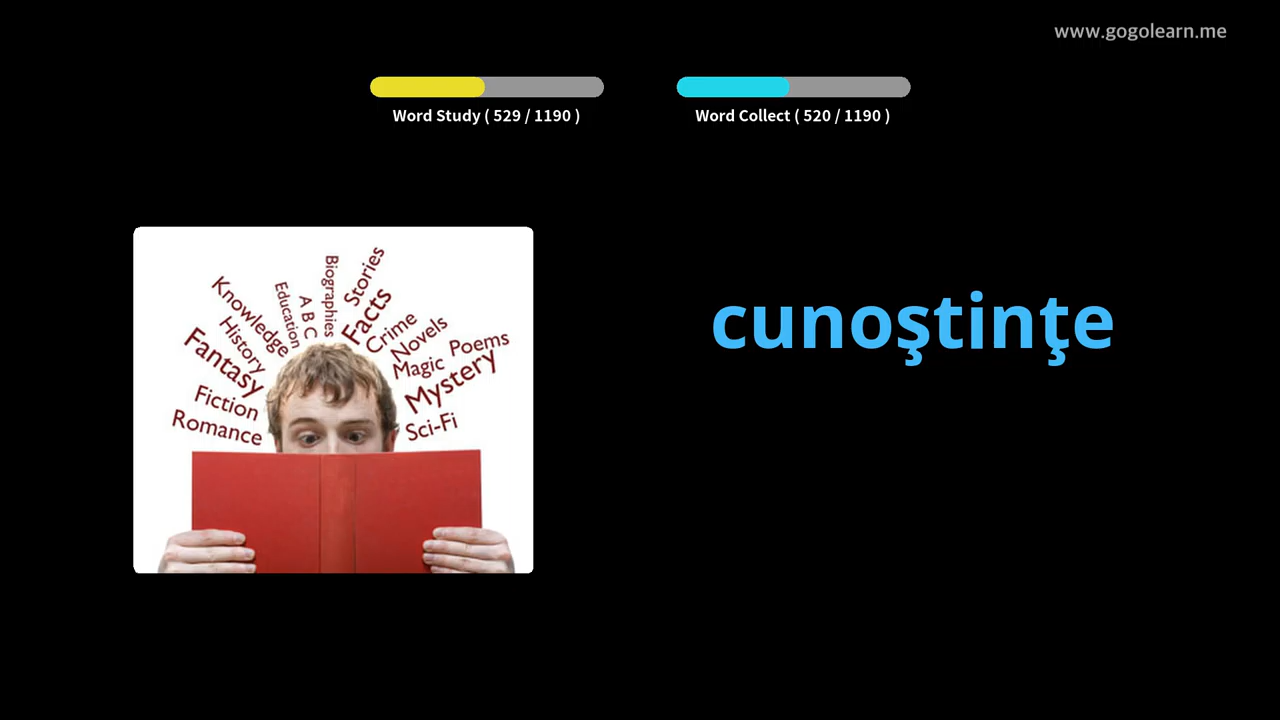 www.gogolearn.me
Word Study ( 529 / 1190 )
Word Collect ( 520 / 1190 )
Biographies
Stories
Education
A B C
Facts
Knowledge
Crime
History
Novels
Fantasy
Magic
Poems
Mystery
Fiction
Romance
Sci-Fi
cunoştinţe